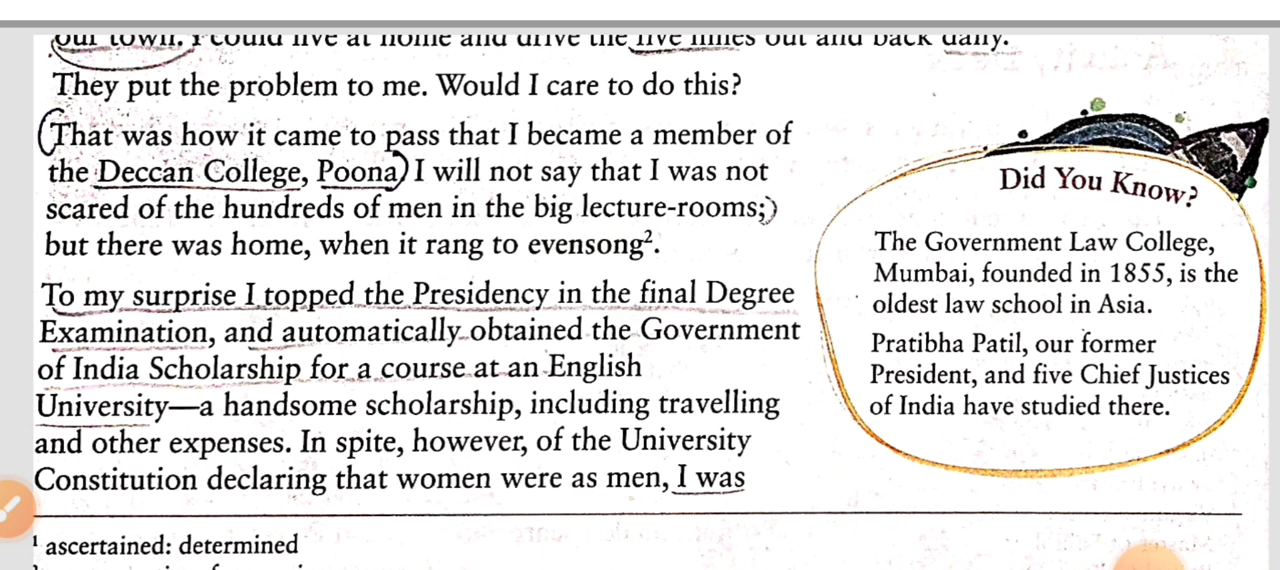 our town. I could live at home and drive the five miles out and back daily.
They put the problem to me. Would I care to do this?
That was how it came to pass that I became a member of
the Deccan College, Poona) I will not say that I was not
scared of the hundreds of men in the big lecture-rooms;)
but there was home, when it rang to evensong².
To my surprise I topped the Presidency in the final Degree
Examination, and automatically obtained the Government
of India Scholarship for a course at an English
University—a handsome scholarship, including travelling
and other expenses. In spite, however, of the University
Constitution declaring that women were as men, I was
Did You Know?
The Government Law College,
Mumbai, founded in 1855, is the
oldest law school in Asia.
Pratibha Patil, our former
President, and five Chief Justices
of India have studied there.
¹ ascertained: determined